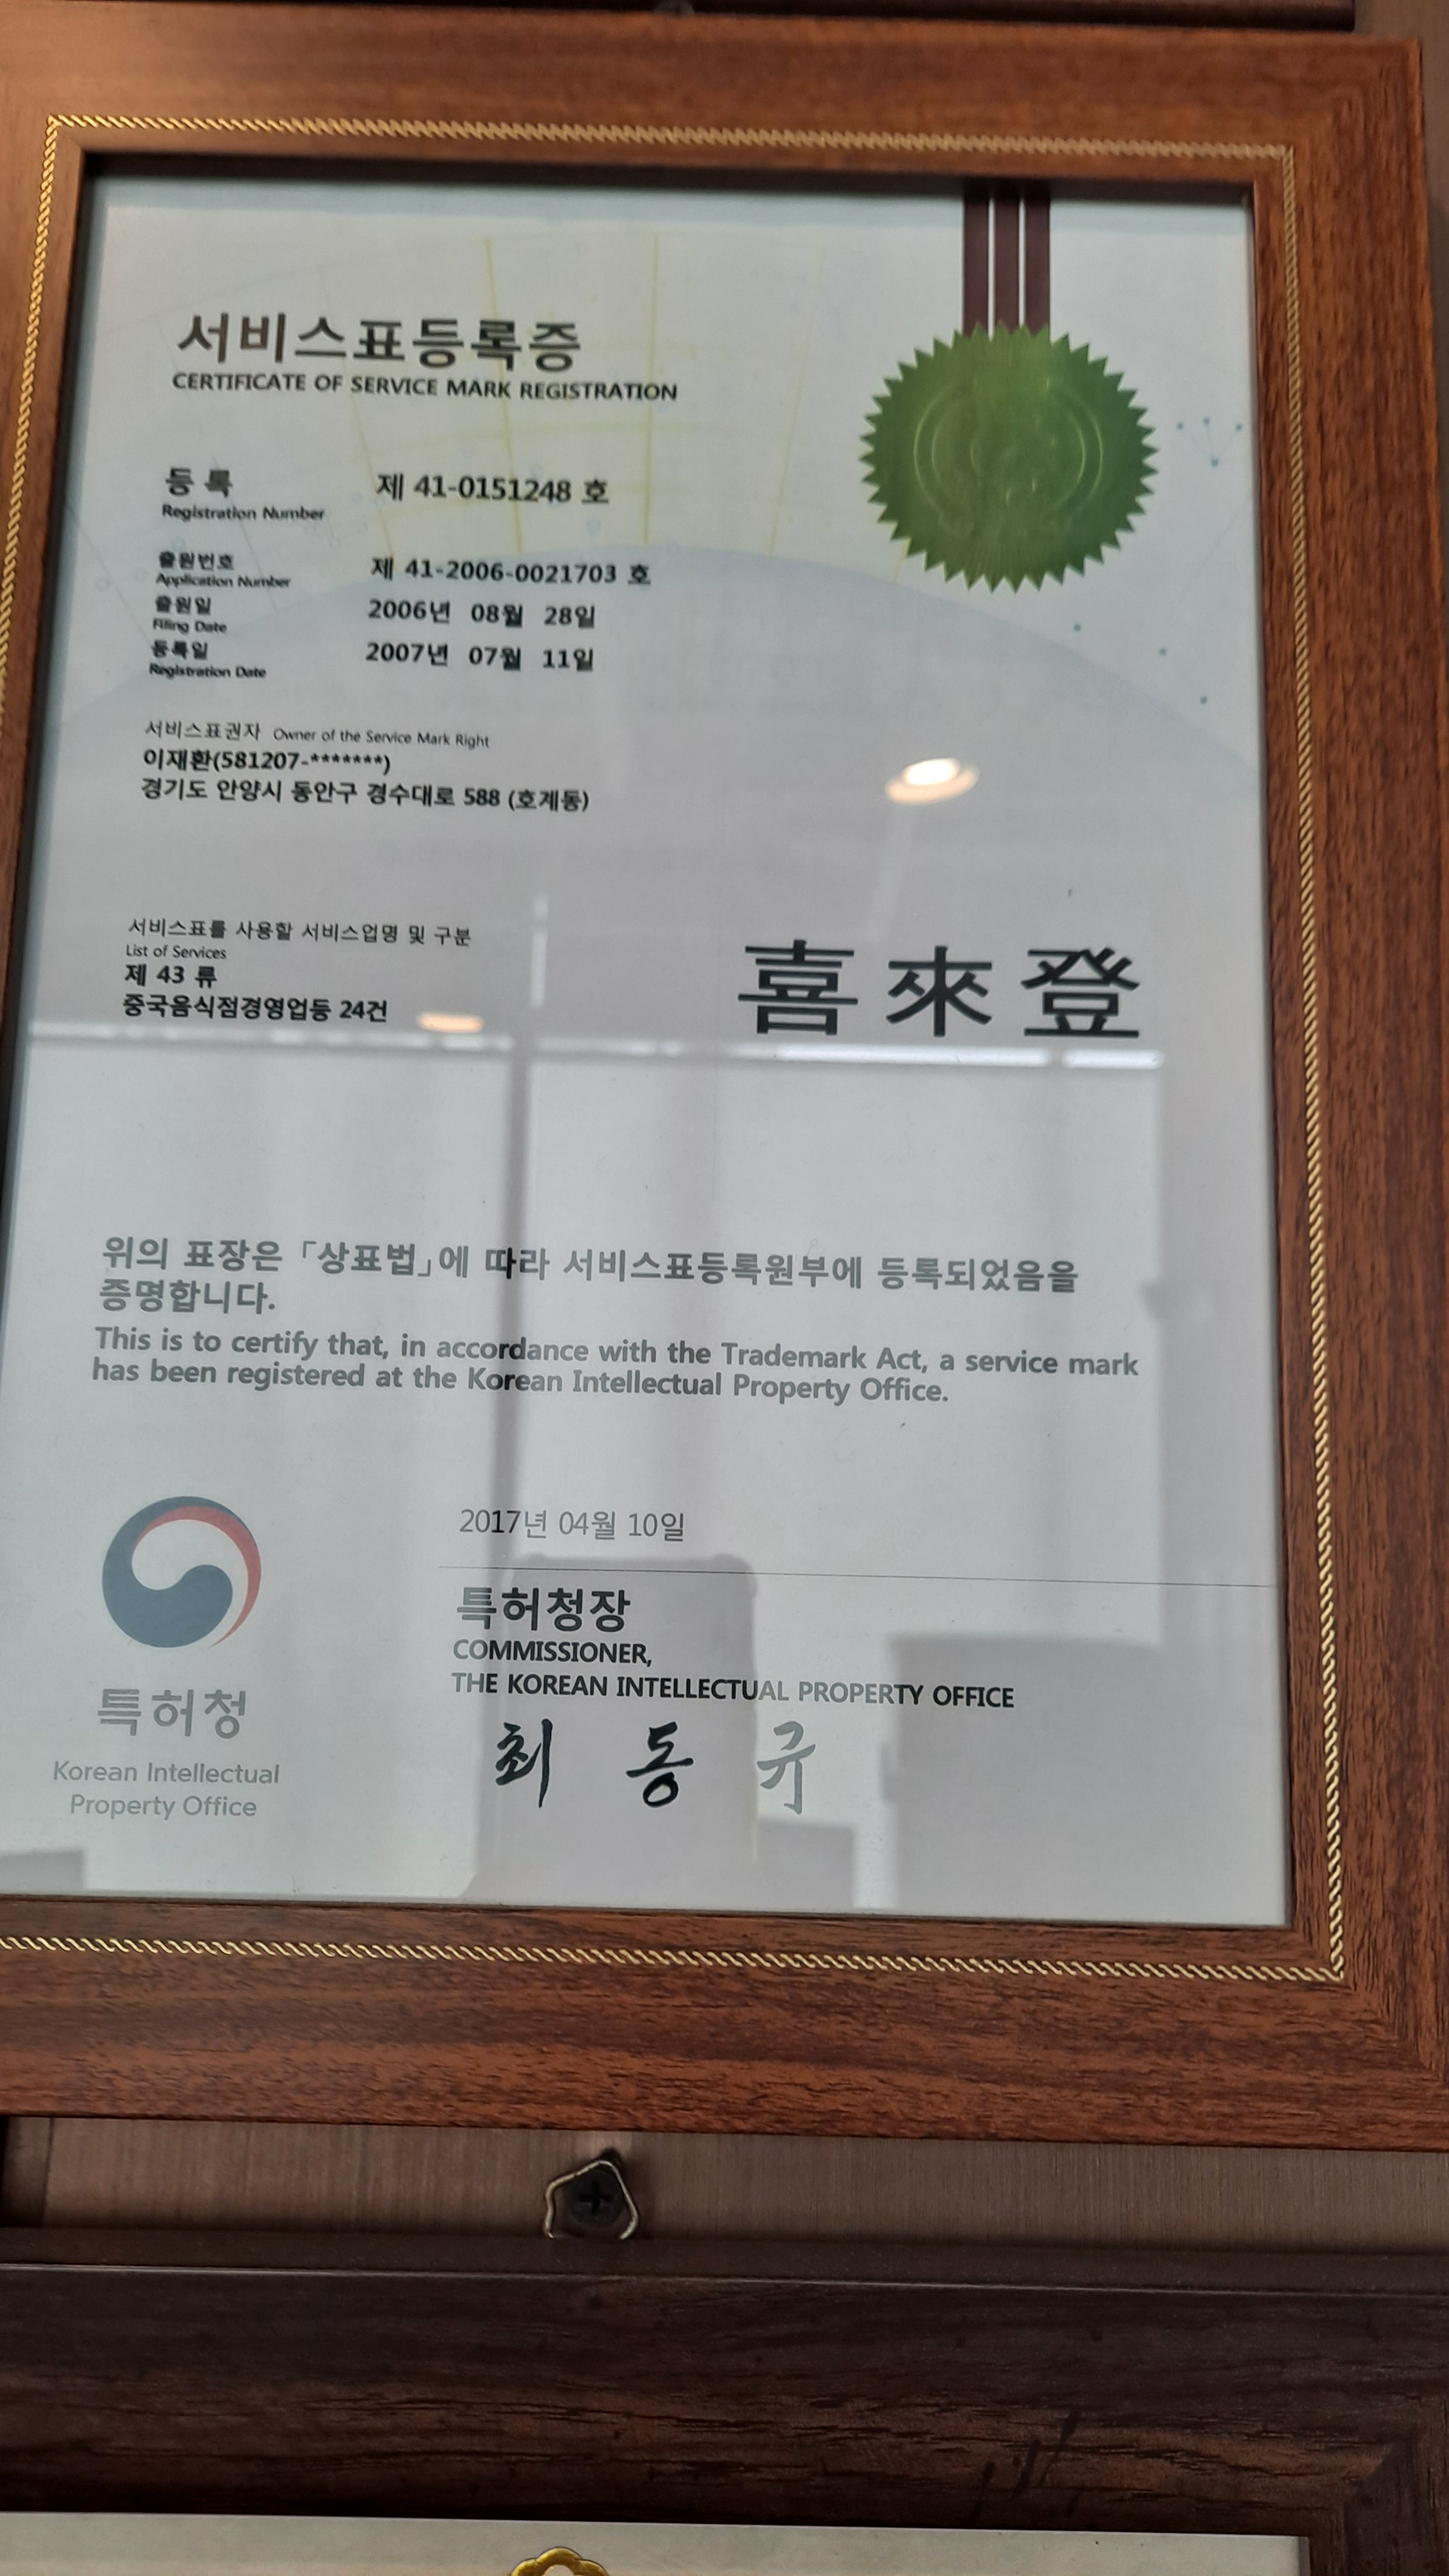 서비스표등록증
CERTIFICATE OF SERVICE MARK REGISTRATION
등 록 제 41-0151248 호
Registration Number
출원번호 제 41-2006-0021703 호
Application Number
출원일 2006년 08월 28일
Filing Date
등록일 2007년 07월 11일
Registration Date
서비스표권자 Owner of the Service Mark Right
이재환(581207-*******)
경기도 안양시 동안구 경수대로 588 (호계동)
서비스표를 사용할 서비스업명 및 구분
List of Services
제 43 류
중국음식점경영업등 24건
喜來登
위의 표장은 「상표법」에 따라 서비스표등록원부에 등록되었음을
증명합니다.
This is to certify that, in accordance with the Trademark Act, a service mark
has been registered at the Korean Intellectual Property Office.
2017년 04월 10일
특허청장
COMMISSIONER,
THE KOREAN INTELLECTUAL PROPERTY OFFICE
최 동 규
특허청
Korean Intellectual
Property Office